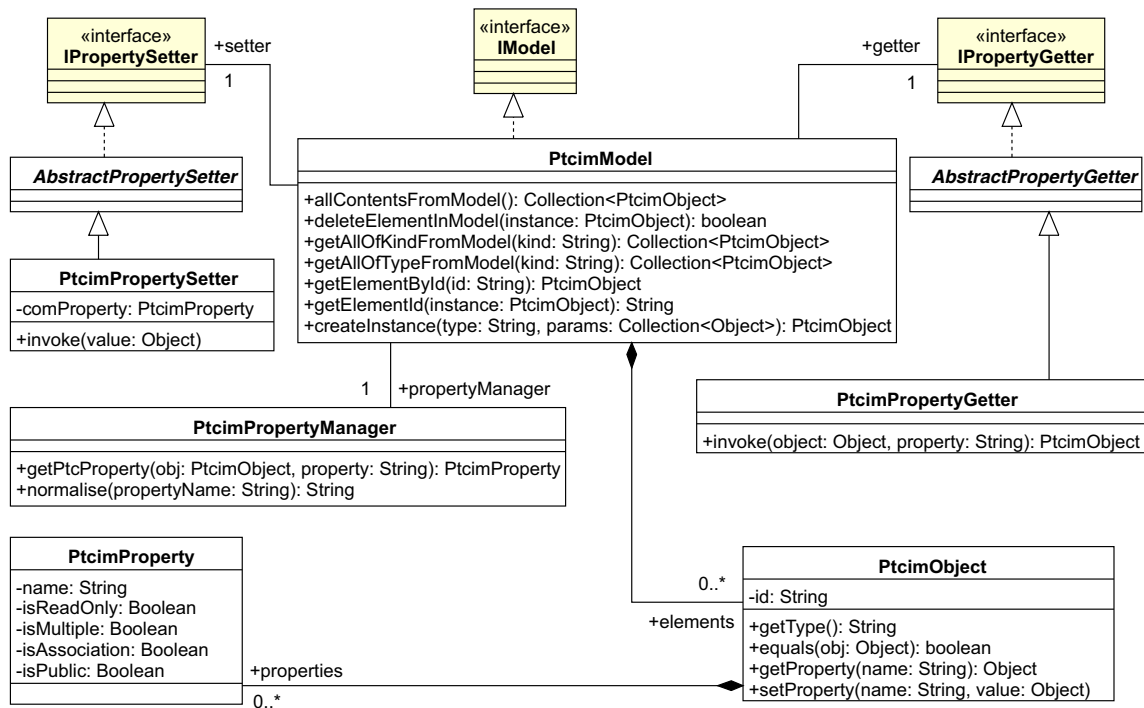 «interface»
IPropertySetter
+setter
1
«interface»
IModel
+getter
1
«interface»
IPropertyGetter
AbstractPropertySetter
PtcimModel
+allContentsFromModel(): Collection<PtcimObject>
+deleteElementInModel(instance: PtcimObject): boolean
+getAllOfKindFromModel(kind: String): Collection<PtcimObject>
+getAllOfTypeFromModel(kind: String): Collection<PtcimObject>
+getElementById(id: String): PtcimObject
+getElementId(instance: PtcimObject): String
+createInstance(type: String, params: Collection<Object>): PtcimObject
AbstractPropertyGetter
PtcimPropertySetter
-comProperty: PtcimProperty
+invoke(value: Object)
1
+propertyManager
PtcimPropertyManager
+getPtcProperty(obj: PtcimObject, property: String): PtcimProperty
+normalise(propertyName: String): String
PtcimPropertyGetter
+invoke(object: Object, property: String): PtcimObject
PtcimProperty
-name: String
-isReadOnly: Boolean
-isMultiple: Boolean
-isAssociation: Boolean
-isPublic: Boolean
+properties
0..*
0..*
+elements
PtcimObject
-id: String
+getType(): String
+equals(obj: Object): boolean
+getProperty(name: String): Object
+setProperty(name: String, value: Object)